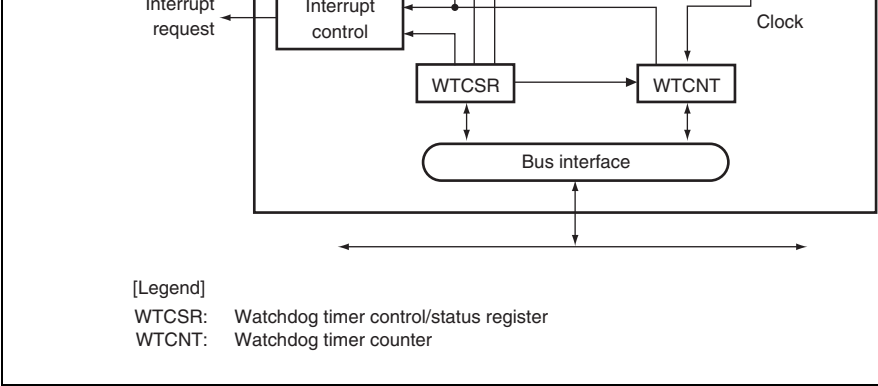 Interrupt
request
Interrupt
control
Clock
WTCSR
WTCNT
Bus interface
[Legend]
WTCSR: Watchdog timer control/status register
WTCNT: Watchdog timer counter